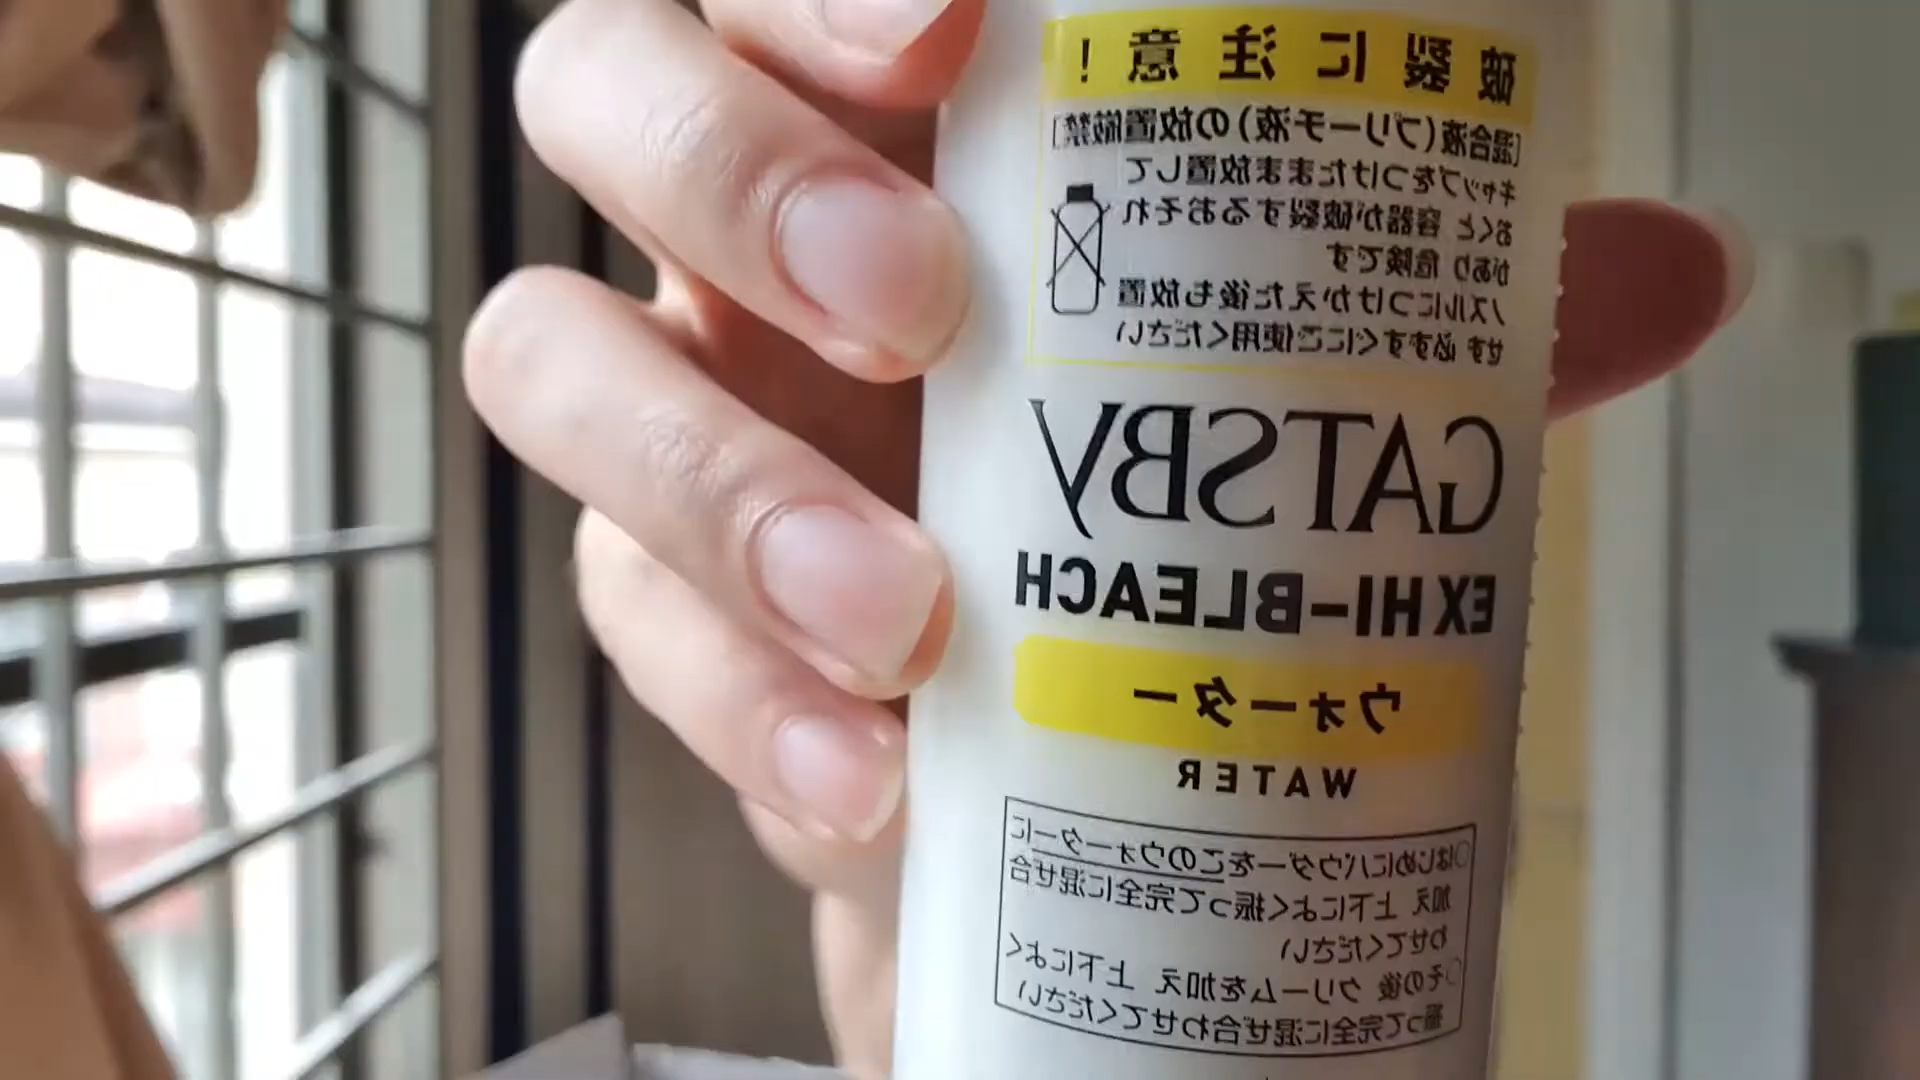 破裂に注意!
[混合液(ブリーチ液)の放置厳禁]
キャップをつけたまま放置して
おくと 容器が破裂するおそれ
があり 危険です
ノズルにつけかえた後も放置
せず 必ずすぐにご使用ください
GATSBY
EX HI-BLEACH
ウォーター
WATER
○はじめにパウダーをこのウォーターに
加え 上下によく振って完全に混ぜ合
わせてください
○その後 クリームを加え 上下によく
振って完全に混ぜ合わせてください